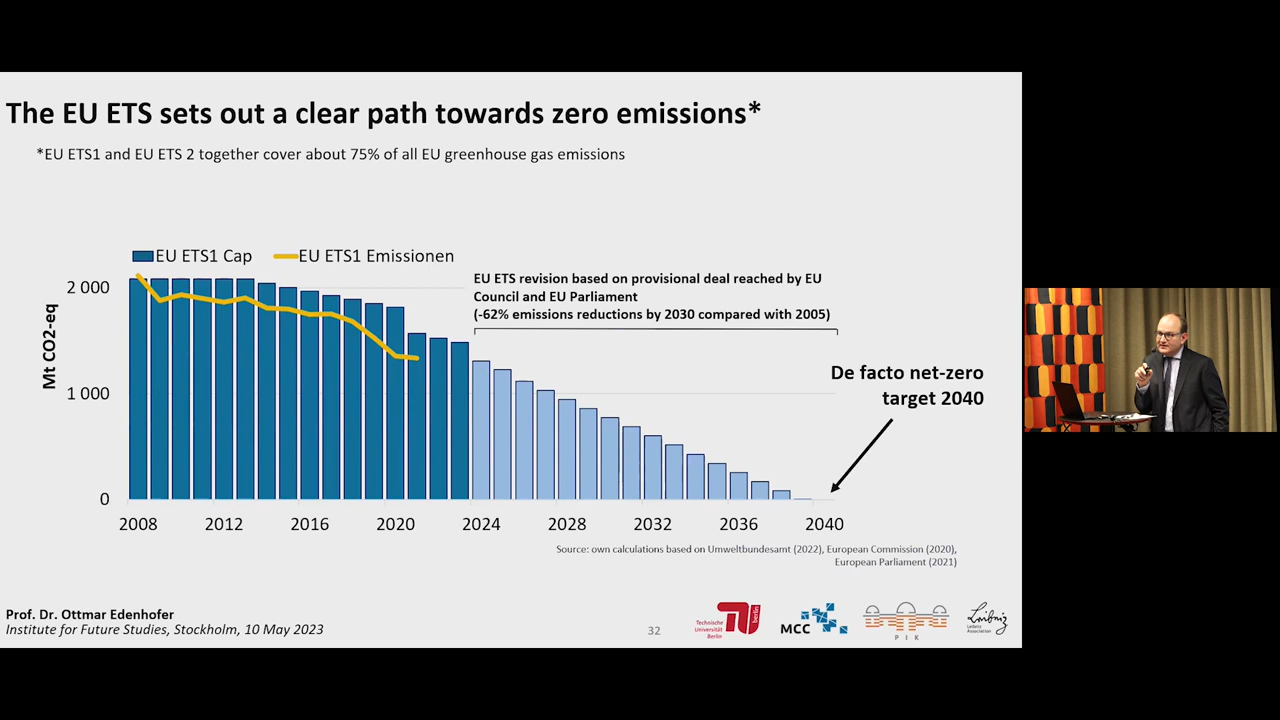 The EU ETS sets out a clear path towards zero emissions*
*EU ETS1 and EU ETS 2 together cover about 75% of all EU greenhouse gas emissions
EU ETS1 Cap
EU ETS1 Emissionen
EU ETS revision based on provisional deal reached by EU
Council and EU Parliament
(-62% emissions reductions by 2030 compared with 2005)
Mt CO2-eq
2 000
1 000
0
De facto net-zero
target 2040
2008 2012 2016 2020 2024 2028 2032 2036 2040
Source: own calculations based on Umweltbundesamt (2022), European Commission (2020),
European Parliament (2021)
Prof. Dr. Ottmar Edenhofer
Institute for Future Studies, Stockholm, 10 May 2023
32
Technische
Universität
Berlin
berlin
MCC
PIK
Leibniz
Leibniz
Association